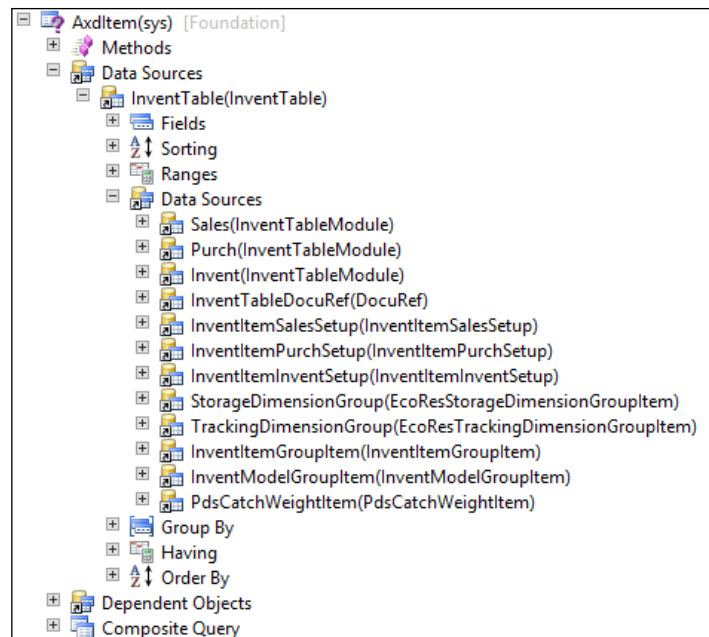 AxdItem(sys) [Foundation]
Methods
Data Sources
InventTable(InventTable)
Fields
Sorting
Ranges
Data Sources
Sales(InventTableModule)
Purch(InventTableModule)
Invent(InventTableModule)
InventTableDocuRef(DocuRef)
InventItemSalesSetup(InventItemSalesSetup)
InventItemPurchSetup(InventItemPurchSetup)
InventItemInventSetup(InventItemInventSetup)
StorageDimensionGroup(EcoResStorageDimensionGroupItem)
TrackingDimensionGroup(EcoResTrackingDimensionGroupItem)
InventItemGroupItem(InventItemGroupItem)
InventModelGroupItem(InventModelGroupItem)
PdsCatchWeightItem(PdsCatchWeightItem)
Group By
Having
Order By
Dependent Objects
Composite Query